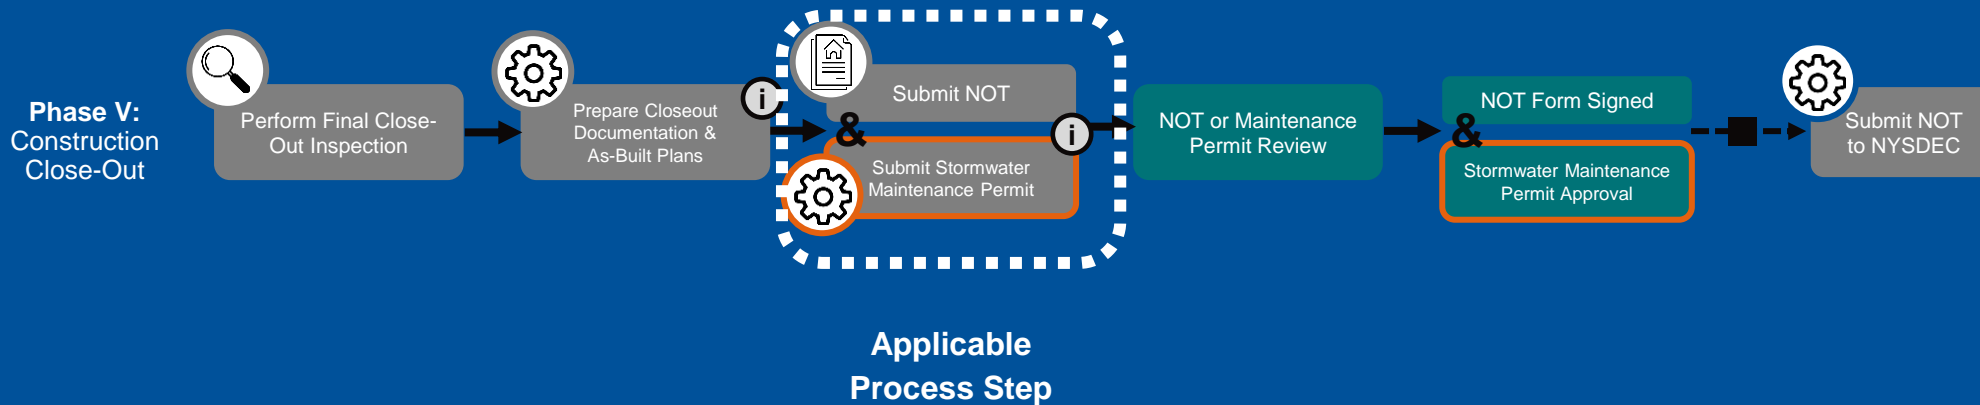 Phase V:
Construction
Close-Out
Perform Final Close-
Out Inspection
Prepare Closeout
Documentation &
As-Built Plans
i
Submit NOT
&
Submit Stormwater
Maintenance Permit
i
NOT or Maintenance
Permit Review
NOT Form Signed
&
Stormwater Maintenance
Permit Approval
Submit NOT
to NYSDEC
Applicable
Process Step